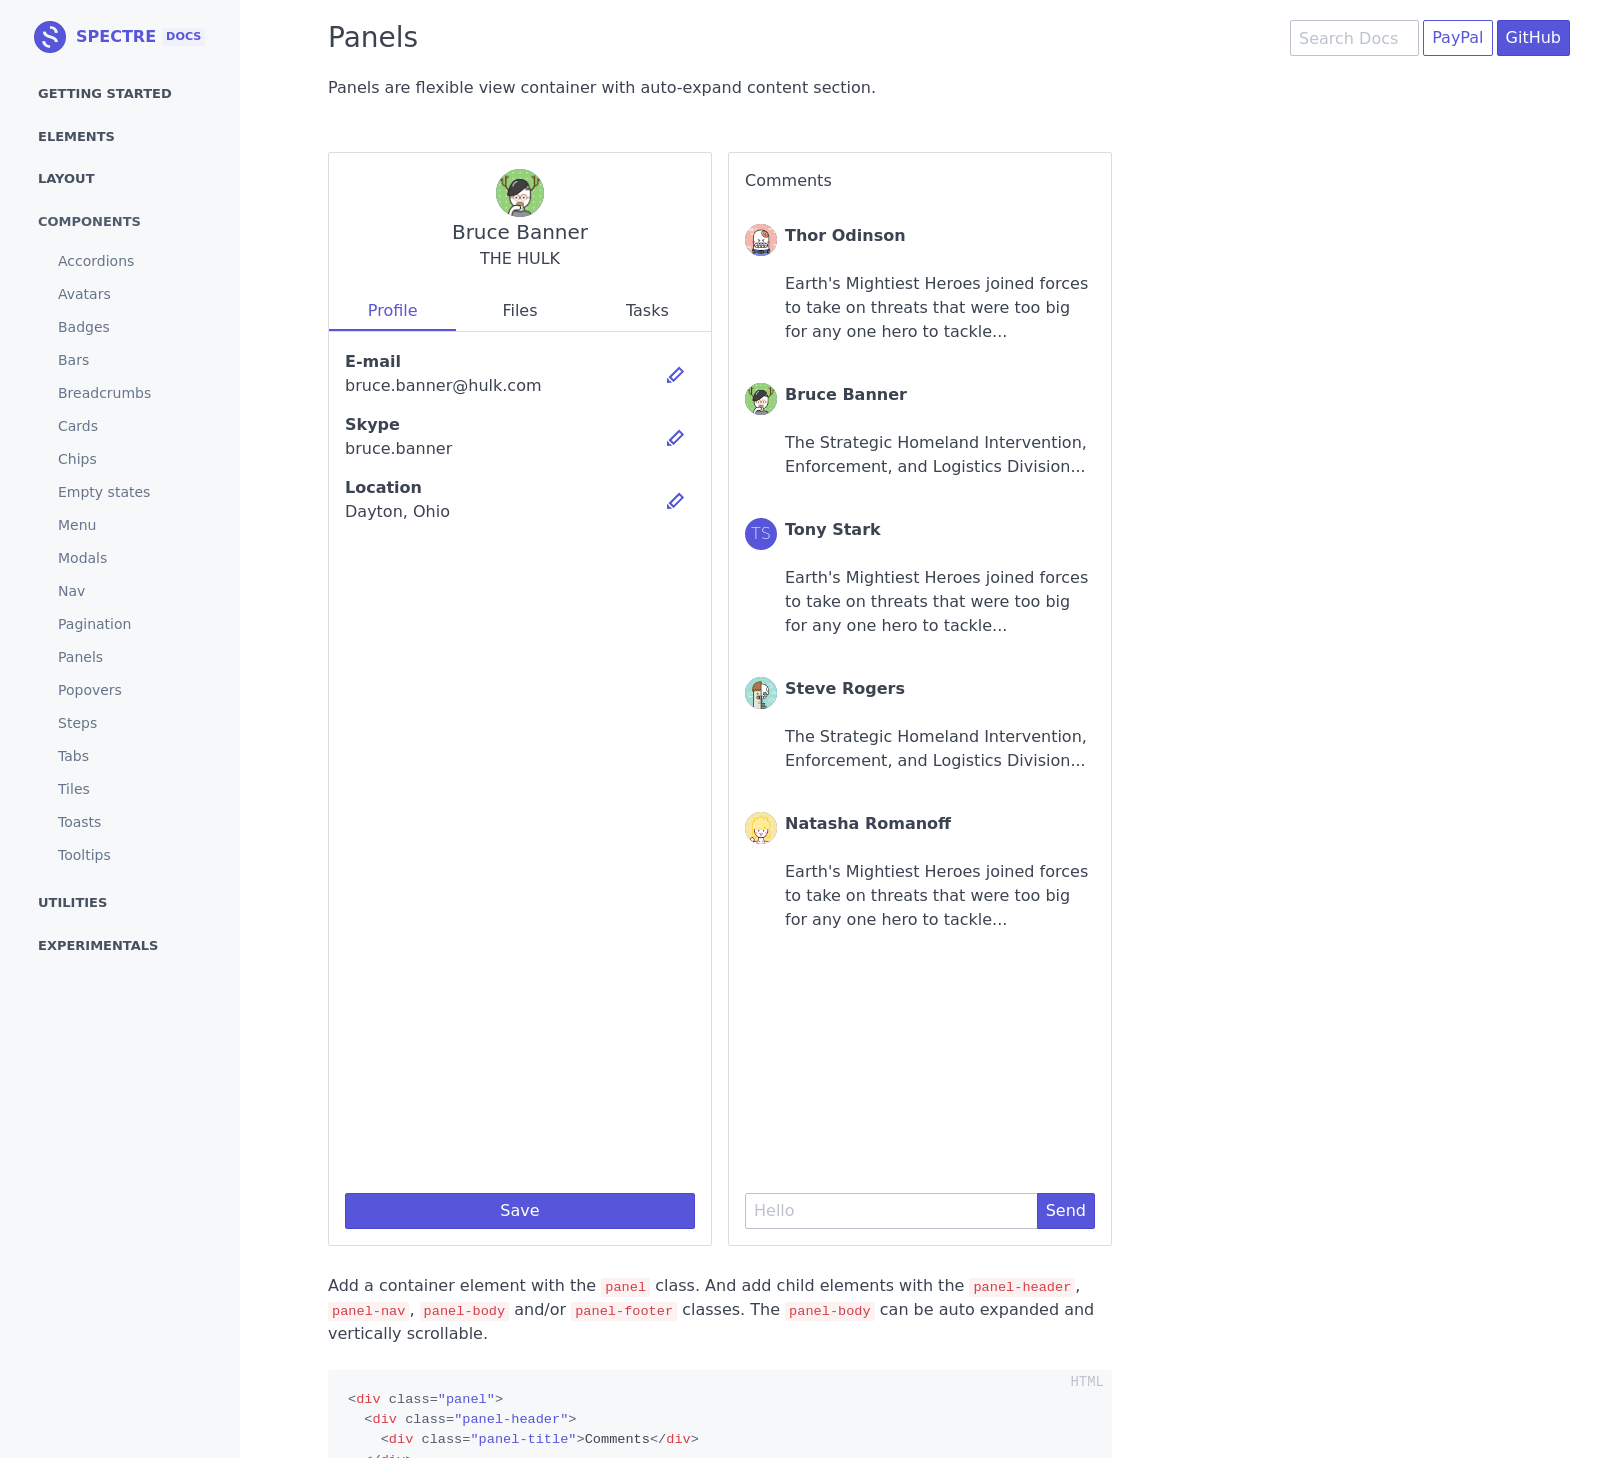 SPECTRE DOCS
GETTING STARTED
ELEMENTS
LAYOUT
COMPONENTS
Accordions
Avatars
Badges
Bars
Breadcrumbs
Cards
Chips
Empty states
Menu
Modals
Nav
Pagination
Panels
Popovers
Steps
Tabs
Tiles
Toasts
Tooltips
UTILITIES
EXPERIMENTALS
Panels
Search Docs PayPal GitHub
Panels are flexible view container with auto-expand content section.
Bruce Banner
THE HULK
Profile Files Tasks
E-mail
bruce.banner@hulk.com
Skype
bruce.banner
Location
Dayton, Ohio
Save
Comments
Thor Odinson
Earth's Mightiest Heroes joined forces
to take on threats that were too big
for any one hero to tackle...
Bruce Banner
The Strategic Homeland Intervention,
Enforcement, and Logistics Division...
TS Tony Stark
Earth's Mightiest Heroes joined forces
to take on threats that were too big
for any one hero to tackle...
Steve Rogers
The Strategic Homeland Intervention,
Enforcement, and Logistics Division...
Natasha Romanoff
Earth's Mightiest Heroes joined forces
to take on threats that were too big
for any one hero to tackle...
Hello Send
Add a container element with the panel class. And add child elements with the panel-header,
panel-nav, panel-body and/or panel-footer classes. The panel-body can be auto expanded and
vertically scrollable.
HTML
<div class="panel">
  <div class="panel-header">
    <div class="panel-title">Comments</div>
  </div>